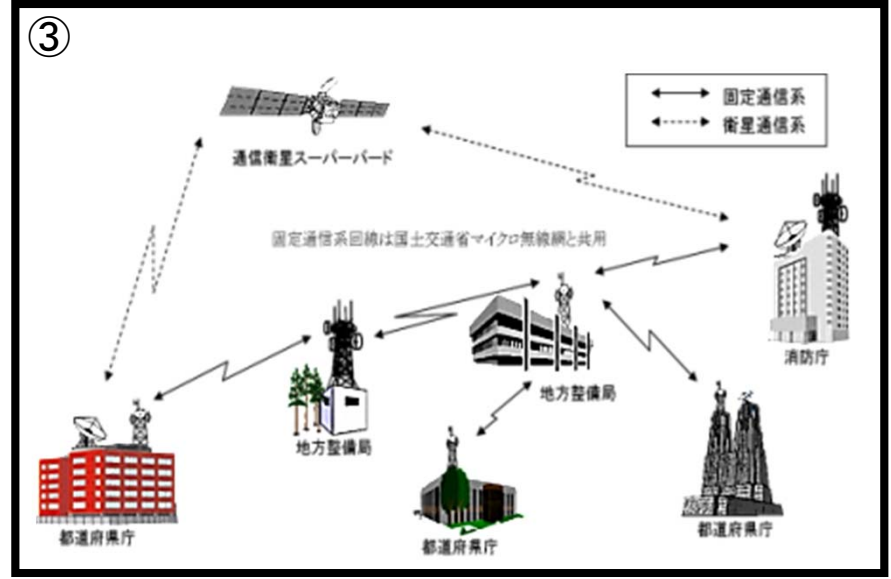 ③
固定通信系
衛星通信系
通信衛星スーパーバード
固定通信系回線は国土交通省マイクロ無線網と共用
消防庁
地方整備局
地方整備局
都道府県庁
都道府県庁
都道府県庁